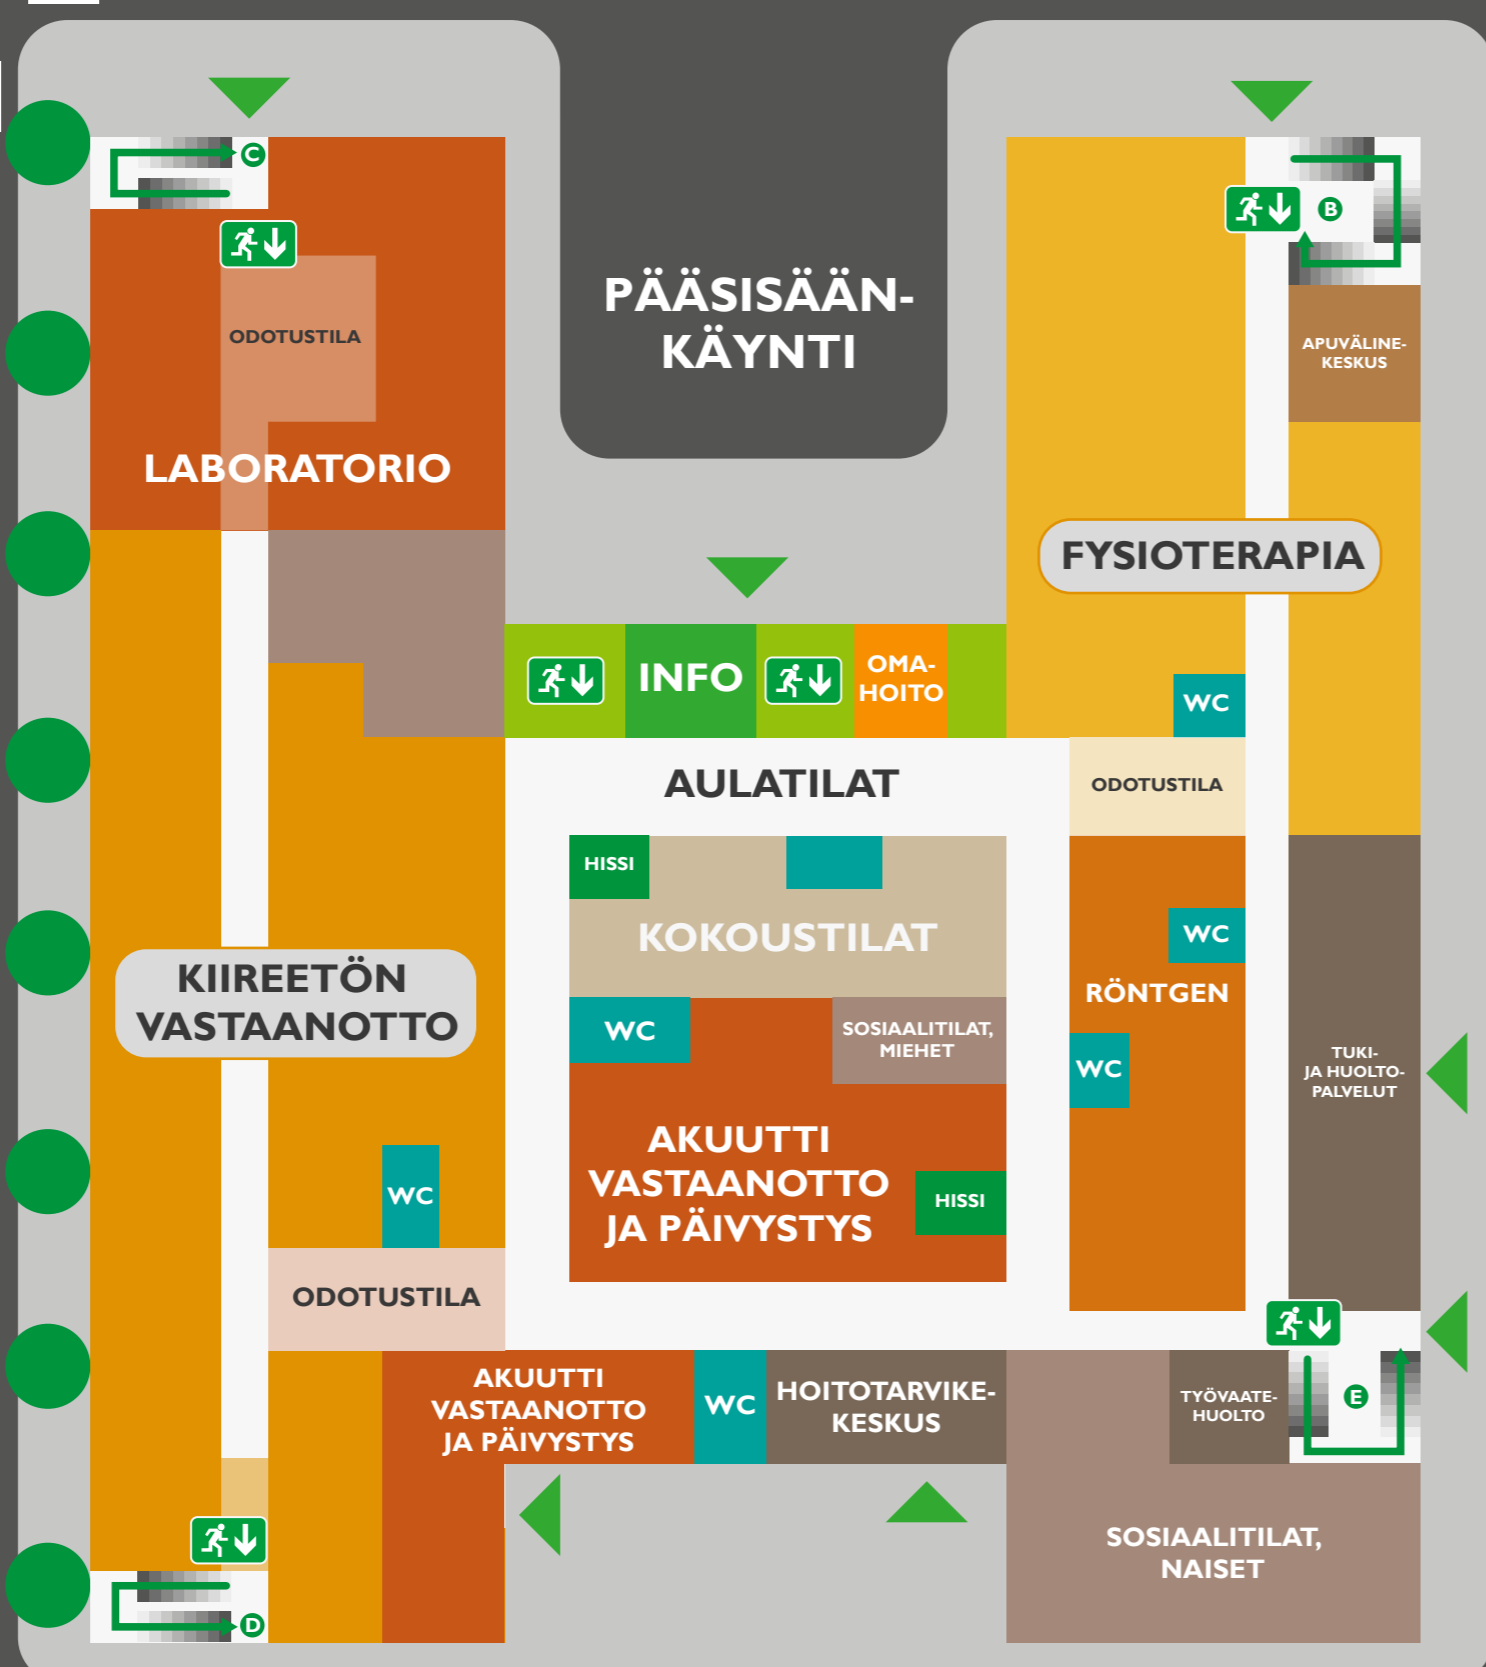 C
B
ODOTUSTILA
PÄÄSISÄÄN-
KÄYNTI
APUVÄLINE-
KESKUS
LABORATORIO
FYSIOTERAPIA
INFO
OMA-
HOITO
WC
AULATILAT
ODOTUSTILA
HISSI
KOKOUSTILAT
WC
KIIREETÖN
VASTAANOTTO
RÖNTGEN
WC
SOSIAALITILAT,
MIEHET
WC
TUKI-
JA HUOLTO-
PALVELUT
AKUUTTI
VASTAANOTTO
JA PÄIVYSTYS
WC
HISSI
ODOTUSTILA
AKUUTTI
VASTAANOTTO
JA PÄIVYSTYS
WC
HOITOTARVIKE-
KESKUS
TYÖVAATE-
HUOLTO
E
SOSIAALITILAT,
NAISET
D